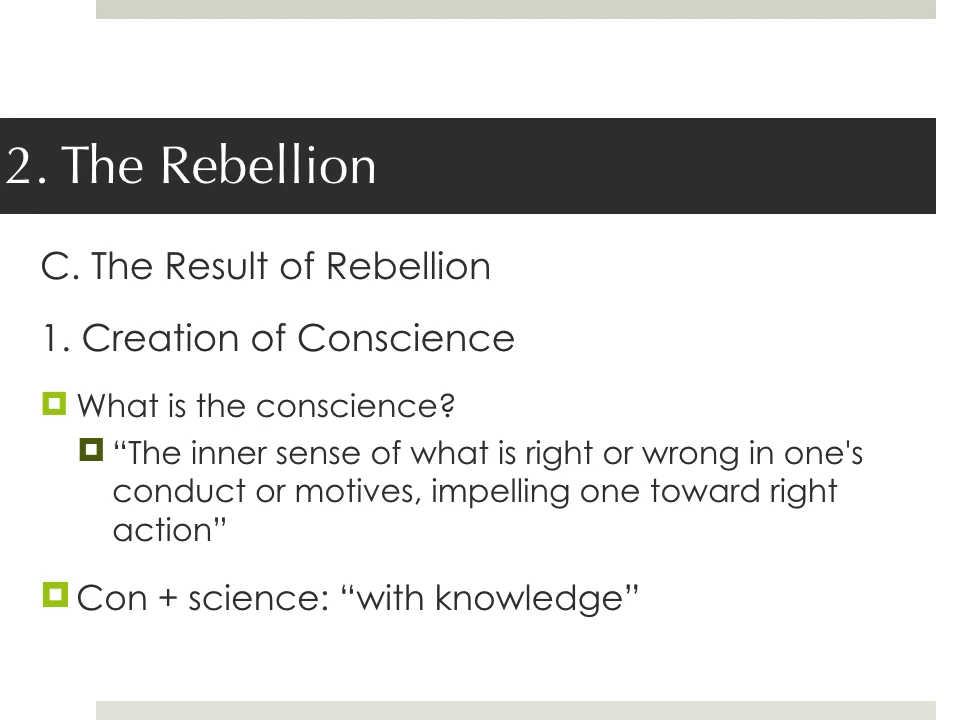 2. The Rebellion
C. The Result of Rebellion
1. Creation of Conscience
What is the conscience?
“The inner sense of what is right or wrong in one's
conduct or motives, impelling one toward right
action”
Con + science: “with knowledge”